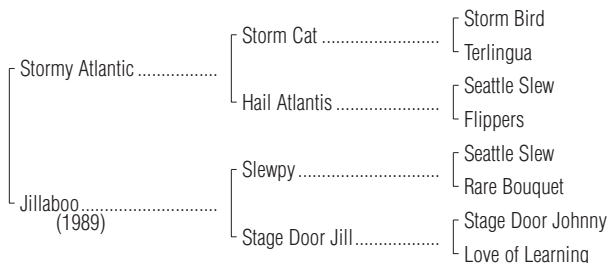 Storm Bird
Storm Cat ........................
Terlingua
Stormy Atlantic ................
Seattle Slew
Hail Atlantis .....................
Flippers
Seattle Slew
Slewpy .............................
Rare Bouquet
Jillaboo ...........................
(1989)
Stage Door Johnny
Stage Door Jill .................
Love of Learning